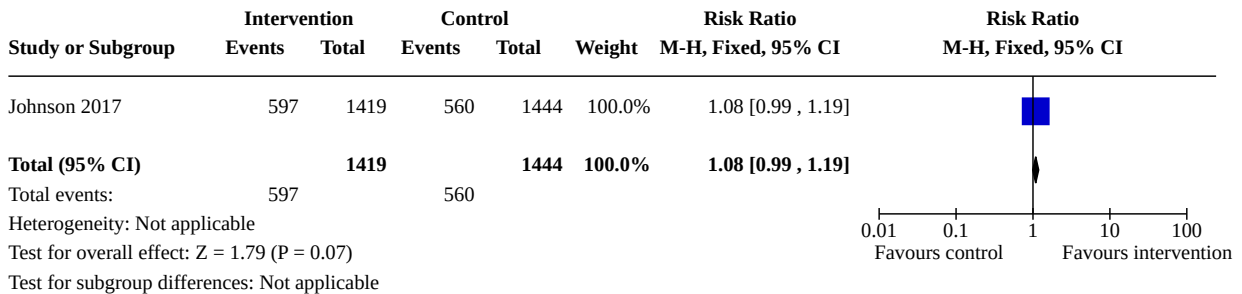 Intervention Control Risk Ratio Risk Ratio
Study or Subgroup Events Total Events Total Weight M-H, Fixed, 95% CI M-H, Fixed, 95% CI
Johnson 2017 597 1419 560 1444 100.0% 1.08 [0.99 , 1.19]
Total (95% CI) 1419 1444 100.0% 1.08 [0.99 , 1.19]
Total events: 597 560
Heterogeneity: Not applicable
0.01 0.1 1 10 100
Test for overall effect: Z = 1.79 (P = 0.07) Favours control Favours intervention
Test for subgroup differences: Not applicable